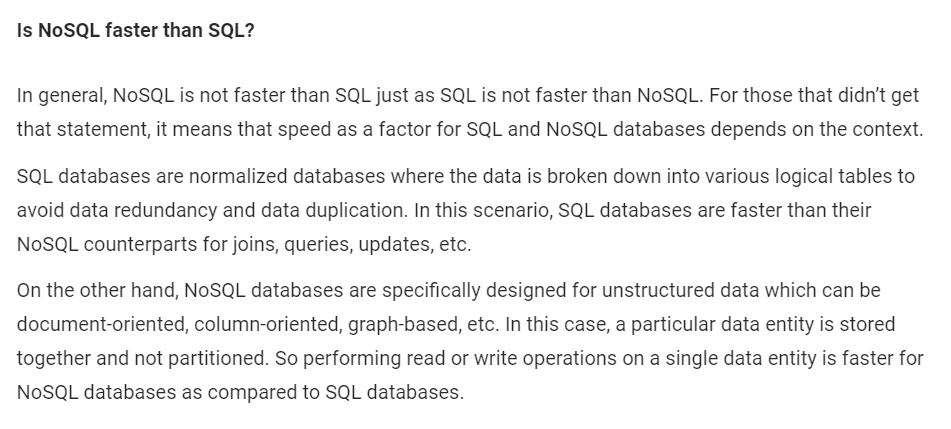 Is NoSQL faster than SQL?
In general, NoSQL is not faster than SQL just as SQL is not faster than NoSQL. For those that didn’t get
that statement, it means that speed as a factor for SQL and NoSQL databases depends on the context.
SQL databases are normalized databases where the data is broken down into various logical tables to
avoid data redundancy and data duplication. In this scenario, SQL databases are faster than their
NoSQL counterparts for joins, queries, updates, etc.
On the other hand, NoSQL databases are specifically designed for unstructured data which can be
document-oriented, column-oriented, graph-based, etc. In this case, a particular data entity is stored
together and not partitioned. So performing read or write operations on a single data entity is faster for
NoSQL databases as compared to SQL databases.